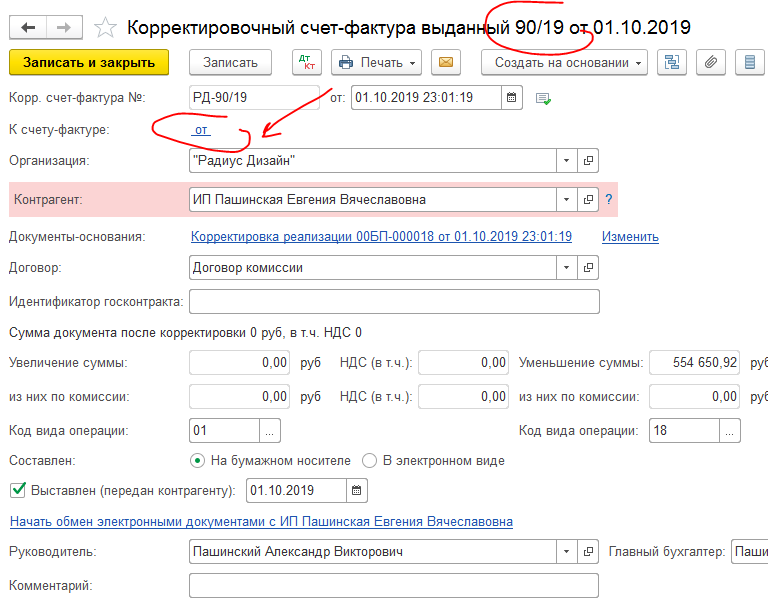 Корректировочный счет-фактура выданный 90/19 от 01.10.2019
Записать и закрыть Записать Дт Кт Печать Создать на основании
Корр. счет-фактура №: РД-90/19 от: 01.10.2019 23:01:19
К счету-фактуре: от
Организация: "Радиус Дизайн"
Контрагент: ИП Пашинская Евгения Вячеславовна ?
Документы-основания: Корректировка реализации 00БП-000018 от 01.10.2019 23:01:19 Изменить
Договор: Договор комиссии
Идентификатор госконтракта:
Сумма документа после корректировки 0 руб, в т.ч. НДС 0
Увеличение суммы: 0,00 руб НДС (в т.ч.): 0,00 Уменьшение суммы: 554 650,92 руб
из них по комиссии: 0,00 руб НДС (в т.ч.): 0,00 из них по комиссии: 0,00 руб
Код вида операции: 01 ... Код вида операции: 18 ...
Составлен: На бумажном носителе В электронном виде
Выставлен (передан контрагенту): 01.10.2019
Начать обмен электронными документами с ИП Пашинская Евгения Вячеславовна
Руководитель: Пашинский Александр Викторович Главный бухгалтер: Паши
Комментарий: